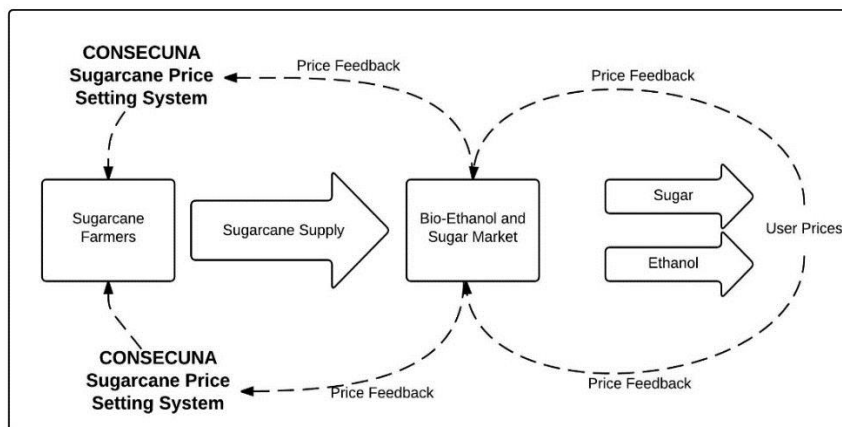 CONSECUNA
Sugarcane Price
Setting System
Price Feedback
Price Feedback
Sugarcane
Farmers
Sugarcane Supply
Bio-Ethanol and
Sugar Market
Sugar
User Prices
Ethanol
CONSECUNA
Sugarcane Price
Setting System
Price Feedback
Price Feedback